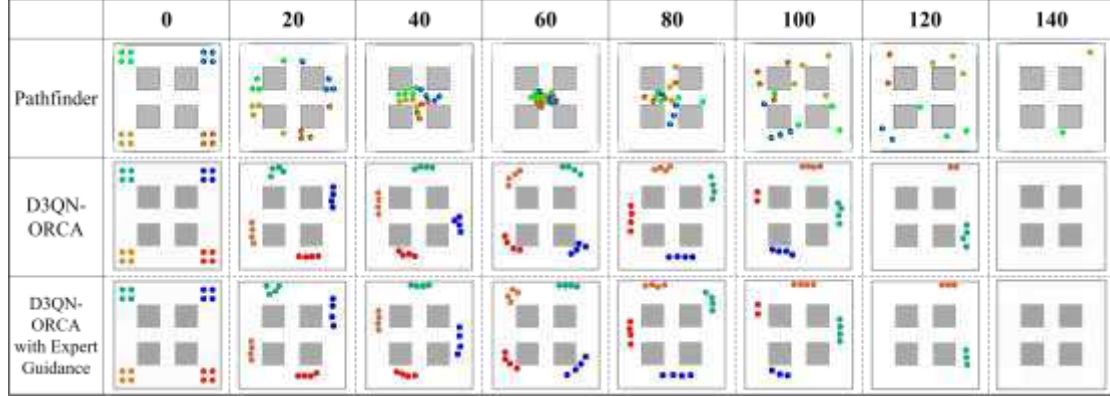 0 20 40 60 80 100 120 140
Pathfinder
D3QN-
ORCA
D3QN-
ORCA
with Expert
Guidance